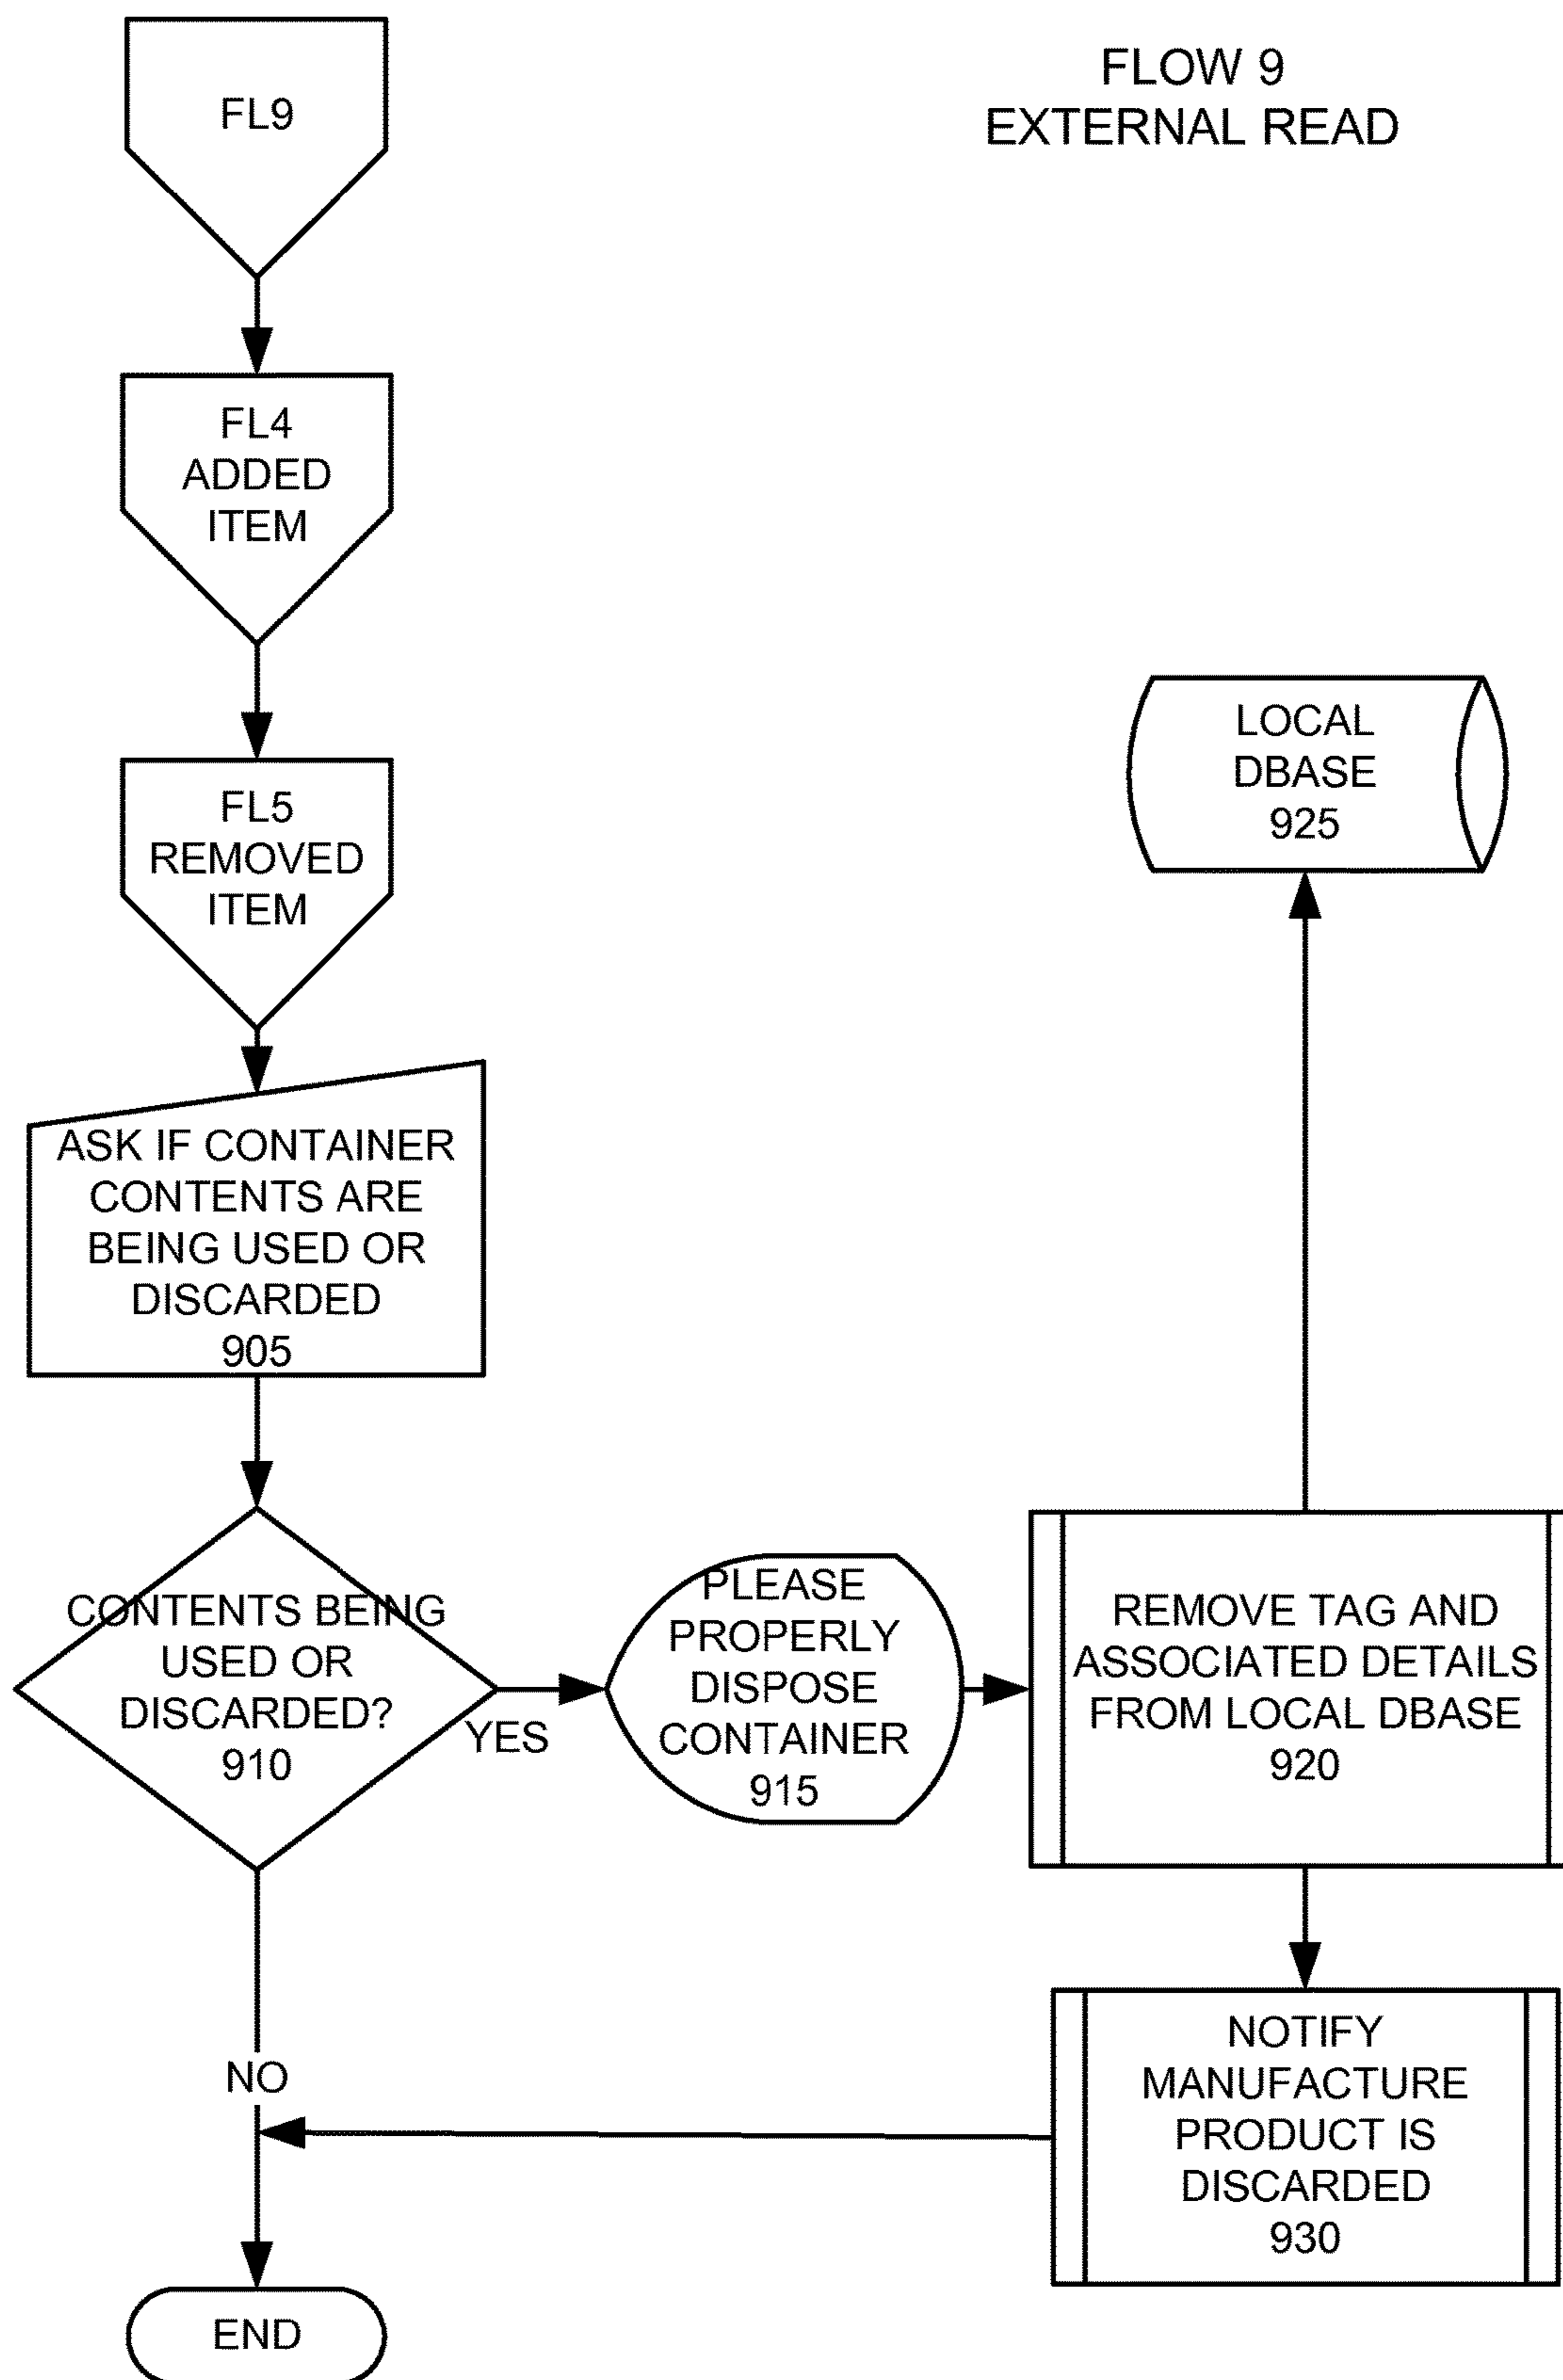 FLOW 9
EXTERNAL READ
FL9
FL4
ADDED
ITEM
FL5
REMOVED
ITEM
LOCAL
DBASE
925
ASK IF CONTAINER
CONTENTS ARE
BEING USED OR
DISCARDED
905
CONTENTS BEING
USED OR
DISCARDED?
910
YES
PLEASE
PROPERLY
DISPOSE
CONTAINER
915
REMOVE TAG AND
ASSOCIATED DETAILS
FROM LOCAL DBASE
920
NO
NOTIFY
MANUFACTURE
PRODUCT IS
DISCARDED
930
END